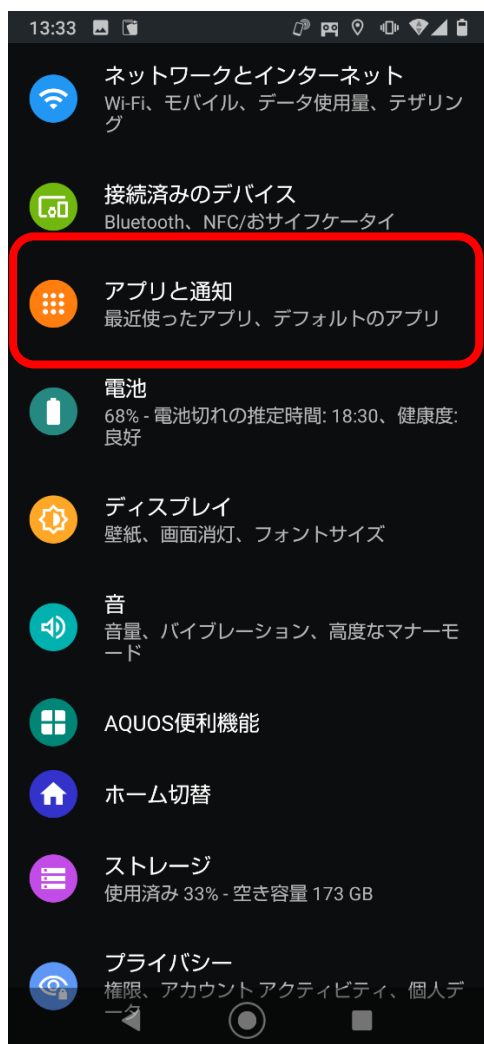 13:33
ネットワークとインターネット
Wi-Fi、モバイル、データ使用量、テザリン
グ
接続済みのデバイス
Bluetooth、NFC/おサイフケータイ
アプリと通知
最近使ったアプリ、デフォルトのアプリ
電池
68% - 電池切れの推定時間: 18:30、健康度:
良好
ディスプレイ
壁紙、画面消灯、フォントサイズ
音
音量、バイブレーション、高度なマナーモ
ード
AQUOS便利機能
ホーム切替
ストレージ
使用済み 33% - 空き容量 173 GB
プライバシー
権限、アカウント アクティビティ、個人デ
ータ